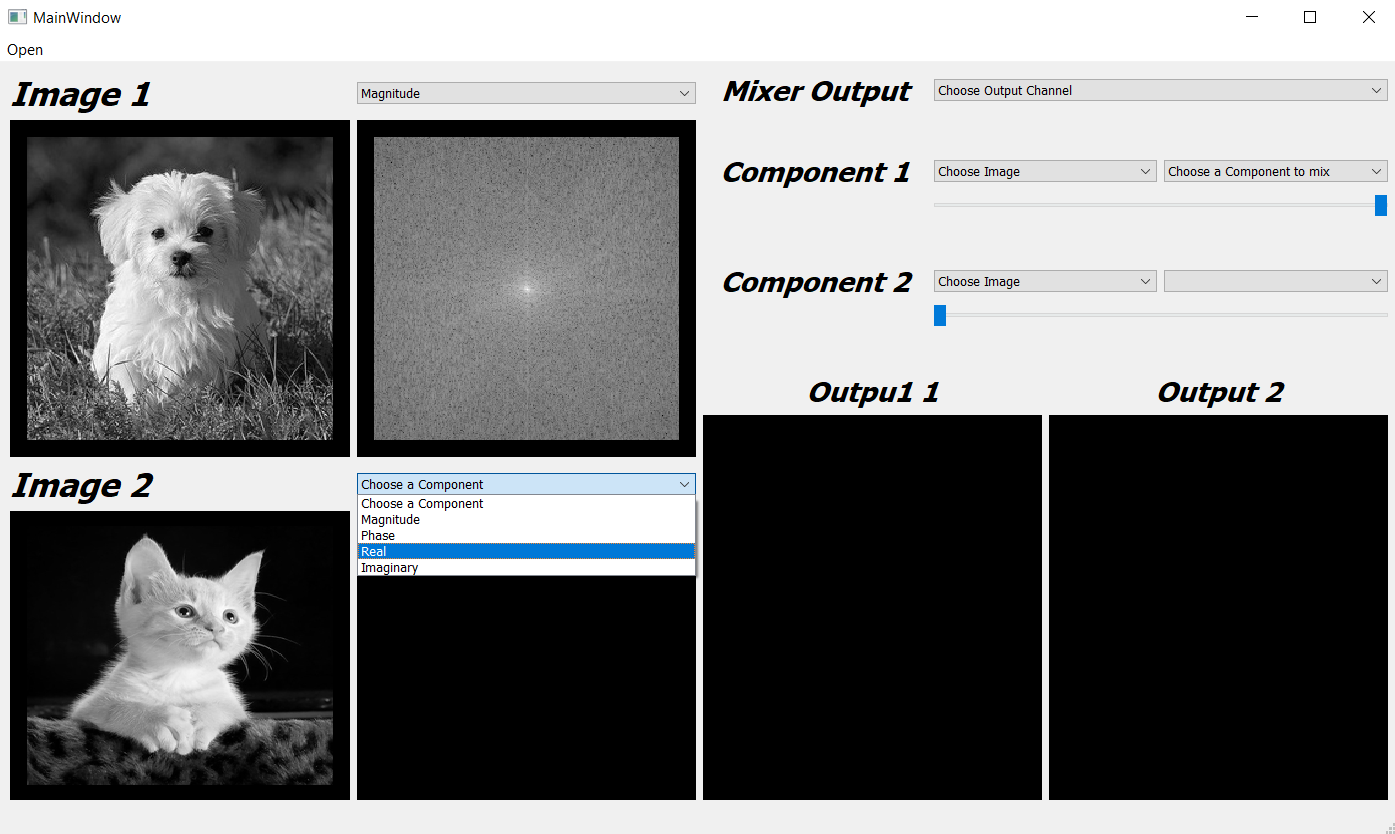 MainWindow
Open
Image 1
Magnitude
Mixer Output
Choose Output Channel
Component 1
Choose Image
Choose a Component to mix
Component 2
Choose Image
Outpu1 1
Output 2
Image 2
Choose a Component
Choose a Component
Magnitude
Phase
Real
Imaginary